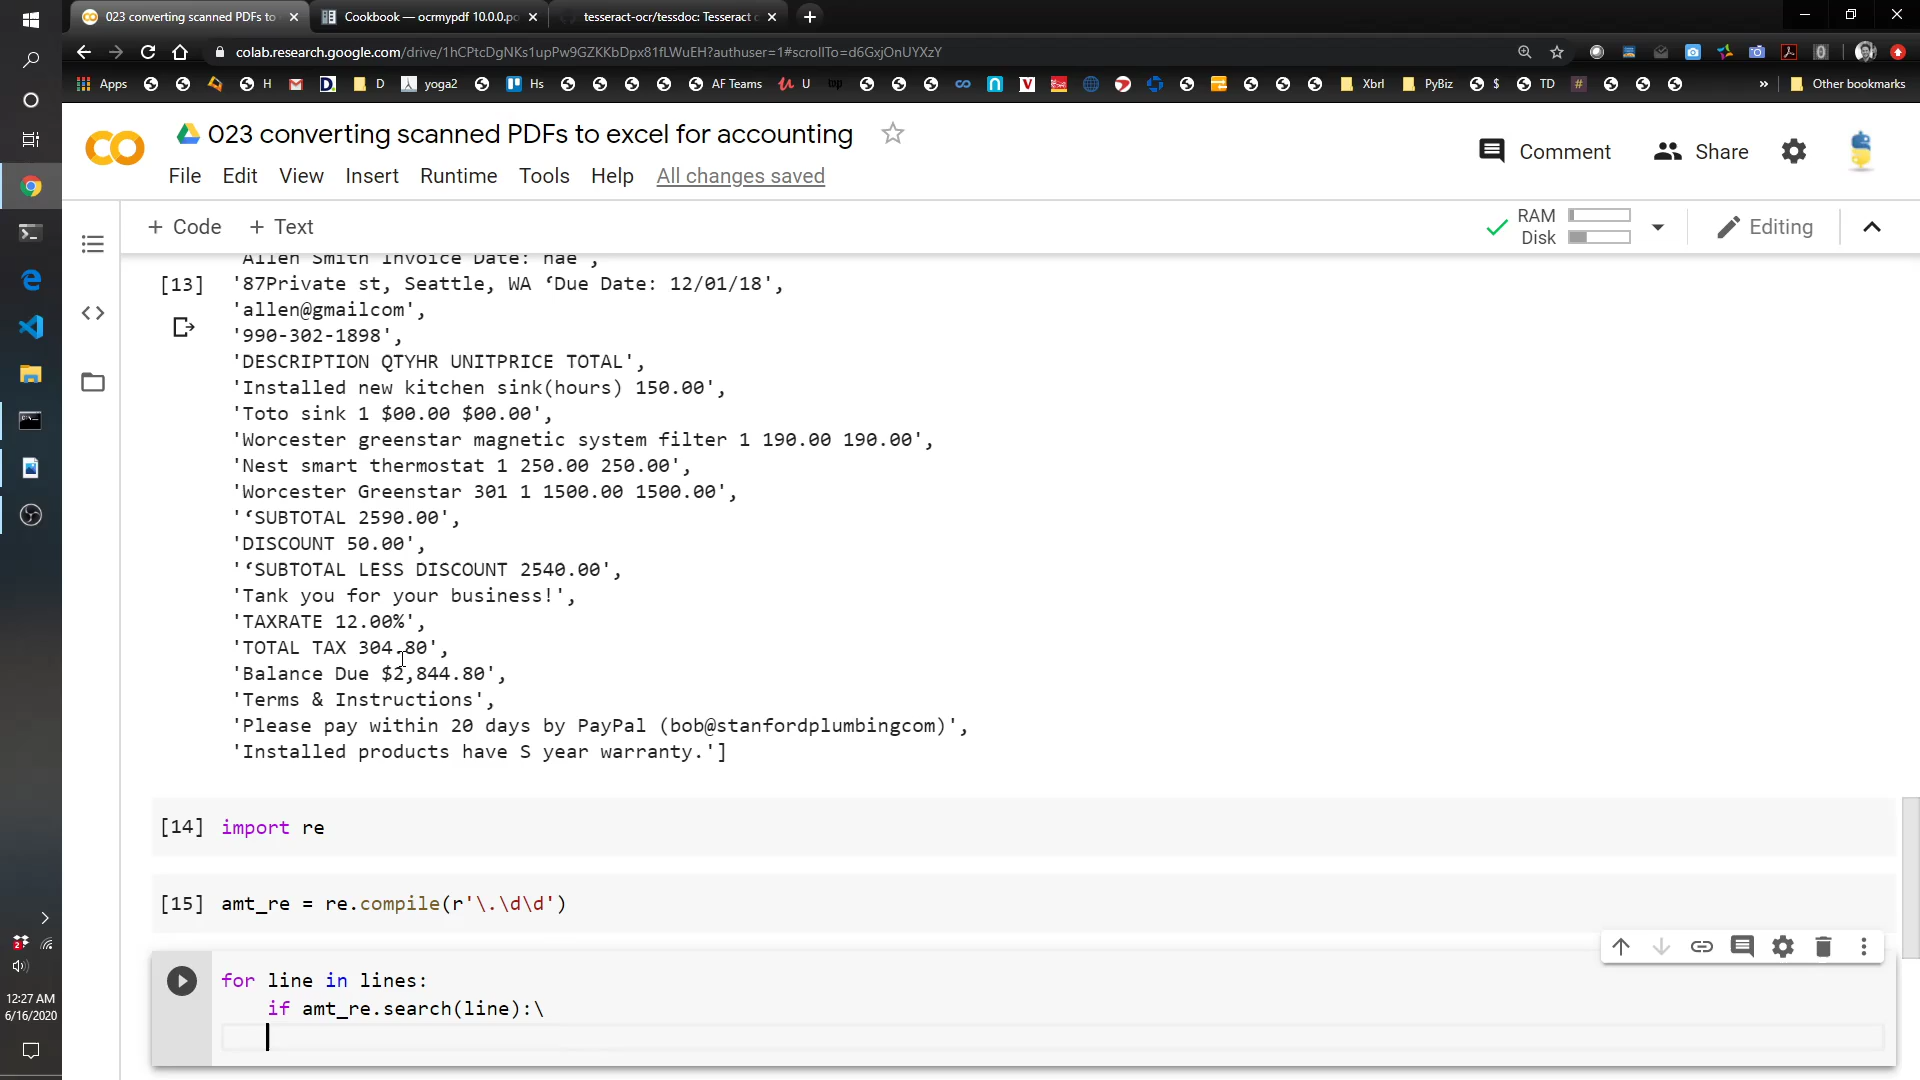 023 converting scanned PDFs to
Cookbook — ocrmypdf 10.0.0.po
tesseract-ocr/tessdoc: Tesseract
colab.research.google.com/drive/1hCPtcDgNKs1upPw9GZKKbDpx81fLWuEH?authuser=1#scrollTo=d6GxjOnUYXzY
Apps H D yoga2 Hs AF Teams U Xbrl PyBiz $ TD # » Other bookmarks
023 converting scanned PDFs to excel for accounting
Comment Share
File Edit View Insert Runtime Tools Help All changes saved
+ Code + Text
RAM
Disk
Editing
'Allen Smith Invoice Date: nae',
[13] '87Private st, Seattle, WA ‘Due Date: 12/01/18',
'allen@gmailcom',
'990-302-1898',
'DESCRIPTION QTYHR UNITPRICE TOTAL',
'Installed new kitchen sink(hours) 150.00',
'Toto sink 1 $00.00 $00.00',
'Worcester greenstar magnetic system filter 1 190.00 190.00',
'Nest smart thermostat 1 250.00 250.00',
'Worcester Greenstar 301 1 1500.00 1500.00',
'‘SUBTOTAL 2590.00',
'DISCOUNT 50.00',
'‘SUBTOTAL LESS DISCOUNT 2540.00',
'Tank you for your business!',
'TAXRATE 12.00%',
'TOTAL TAX 304.80',
'Balance Due $2,844.80',
'Terms & Instructions',
'Please pay within 20 days by PayPal (bob@stanfordplumbingcom)',
'Installed products have S year warranty.']
[14] import re
[15] amt_re = re.compile(r'\.\d\d')
for line in lines:
if amt_re.search(line):\
12:27 AM
6/16/2020